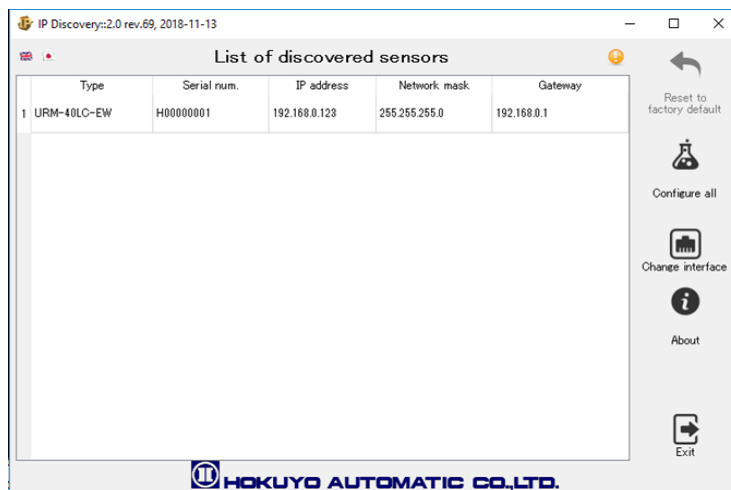 IP Discovery::2.0 rev.69, 2018-11-13
List of discovered sensors
Type Serial num. IP address Network mask Gateway
1 URM-40LC-EW H00000001 192.168.0.123 255.255.255.0 192.168.0.1
Reset to
factory default
Configure all
Change interface
About
Exit
HOKUYO AUTOMATIC CO.,LTD.